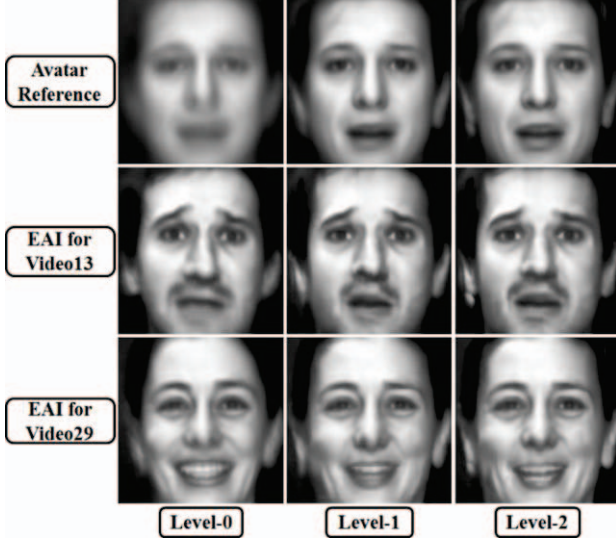 Avatar
Reference
EAI for
Video13
EAI for
Video29
Level-0
Level-1
Level-2